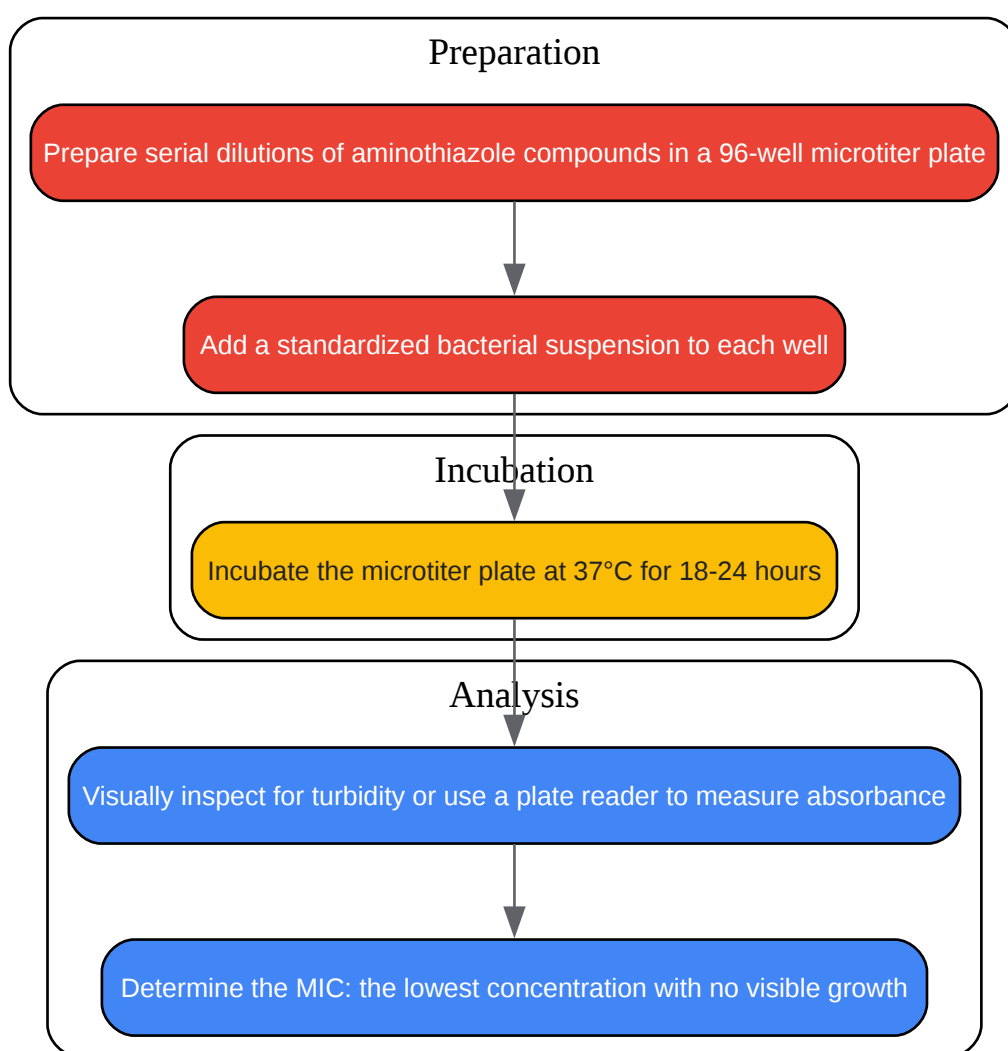 Preparation
Prepare serial dilutions of aminothiazole compounds in a 96-well microtiter plate
Add a standardized bacterial suspension to each well
Incubation
Incubate the microtiter plate at 37°C for 18-24 hours
Analysis
Visually inspect for turbidity or use a plate reader to measure absorbance
Determine the MIC: the lowest concentration with no visible growth